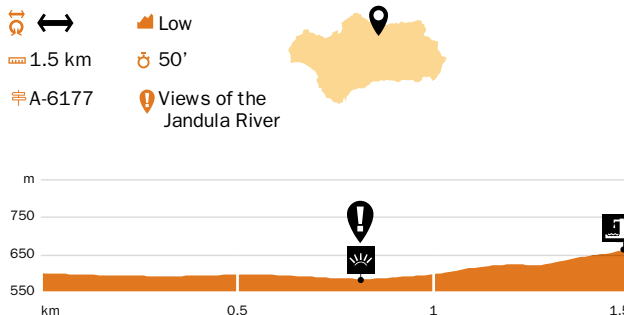 Low
1.5 km
50’
A-6177
Views of the
Jandula River
m
750
650
550
km
0.5
1
1.5